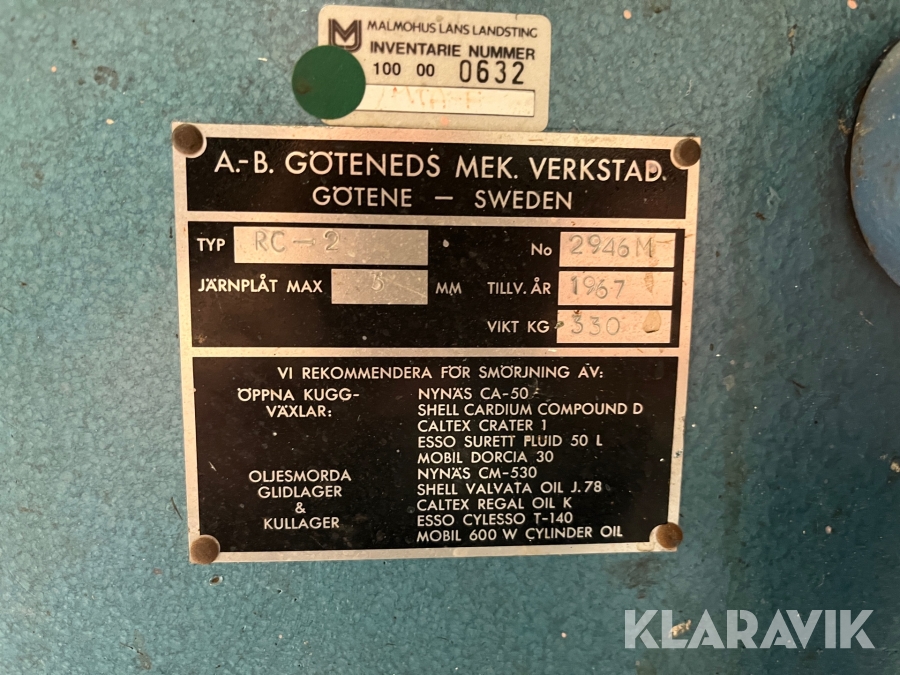 MALMOHUS LANS LANDSTING
INVENTARIE NUMMER
100 00 0632
A.-B. GÖTENEDS MEK. VERKSTAD.
GÖTENE — SWEDEN
TYP RC-2 No 2946M
JÄRNPLÅT MAX 3 MM TILLV. ÅR 1967
VIKT KG 330
VI REKOMMENDERA FÖR SMÖRJNING AV:
ÖPPNA KUGG- NYNÄS CA-50
VÄXLAR: SHELL CARDIUM COMPOUND D
CALTEX CRATER 1
ESSO SURETT FLUID 50 L
MOBIL DORCIA 30
OLJESMORDA NYNÄS CM-530
GLIDLAGER SHELL VALVATA OIL J.78
& CALTEX REGAL OIL K
KULLAGER ESSO CYLESSO T-140
MOBIL 600 W CYLINDER OIL
KLARAVIK